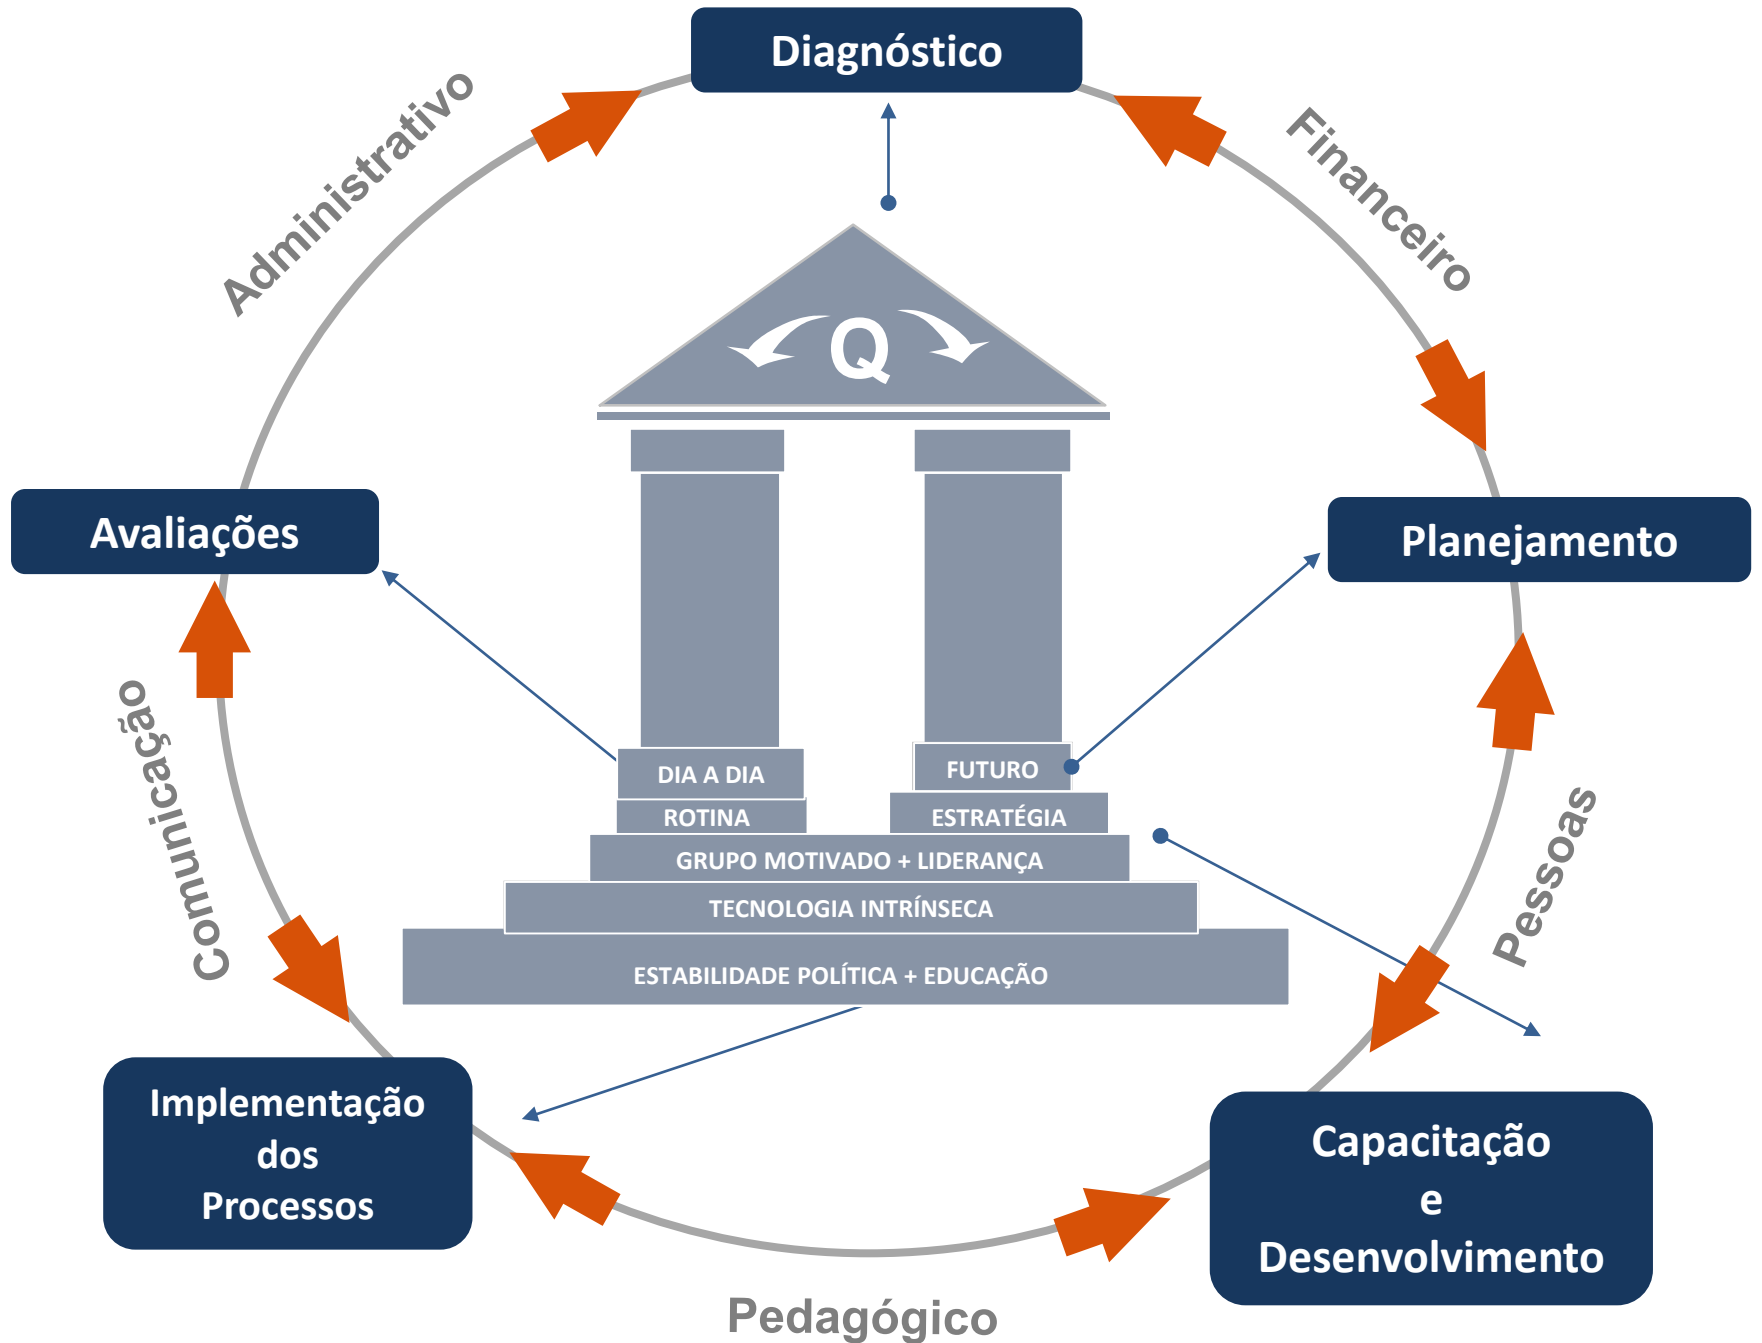 Diagnóstico
Administrativo
Financeiro
Q
Avaliações
Planejamento
DIA A DIA
FUTURO
ROTINA
ESTRATÉGIA
GRUPO MOTIVADO + LIDERANÇA
TECNOLOGIA INTRÍNSECA
ESTABILIDADE POLÍTICA + EDUCAÇÃO
Comunicação
Pessoas
Implementação
dos
Processos
Capacitação
e
Desenvolvimento
Pedagógico